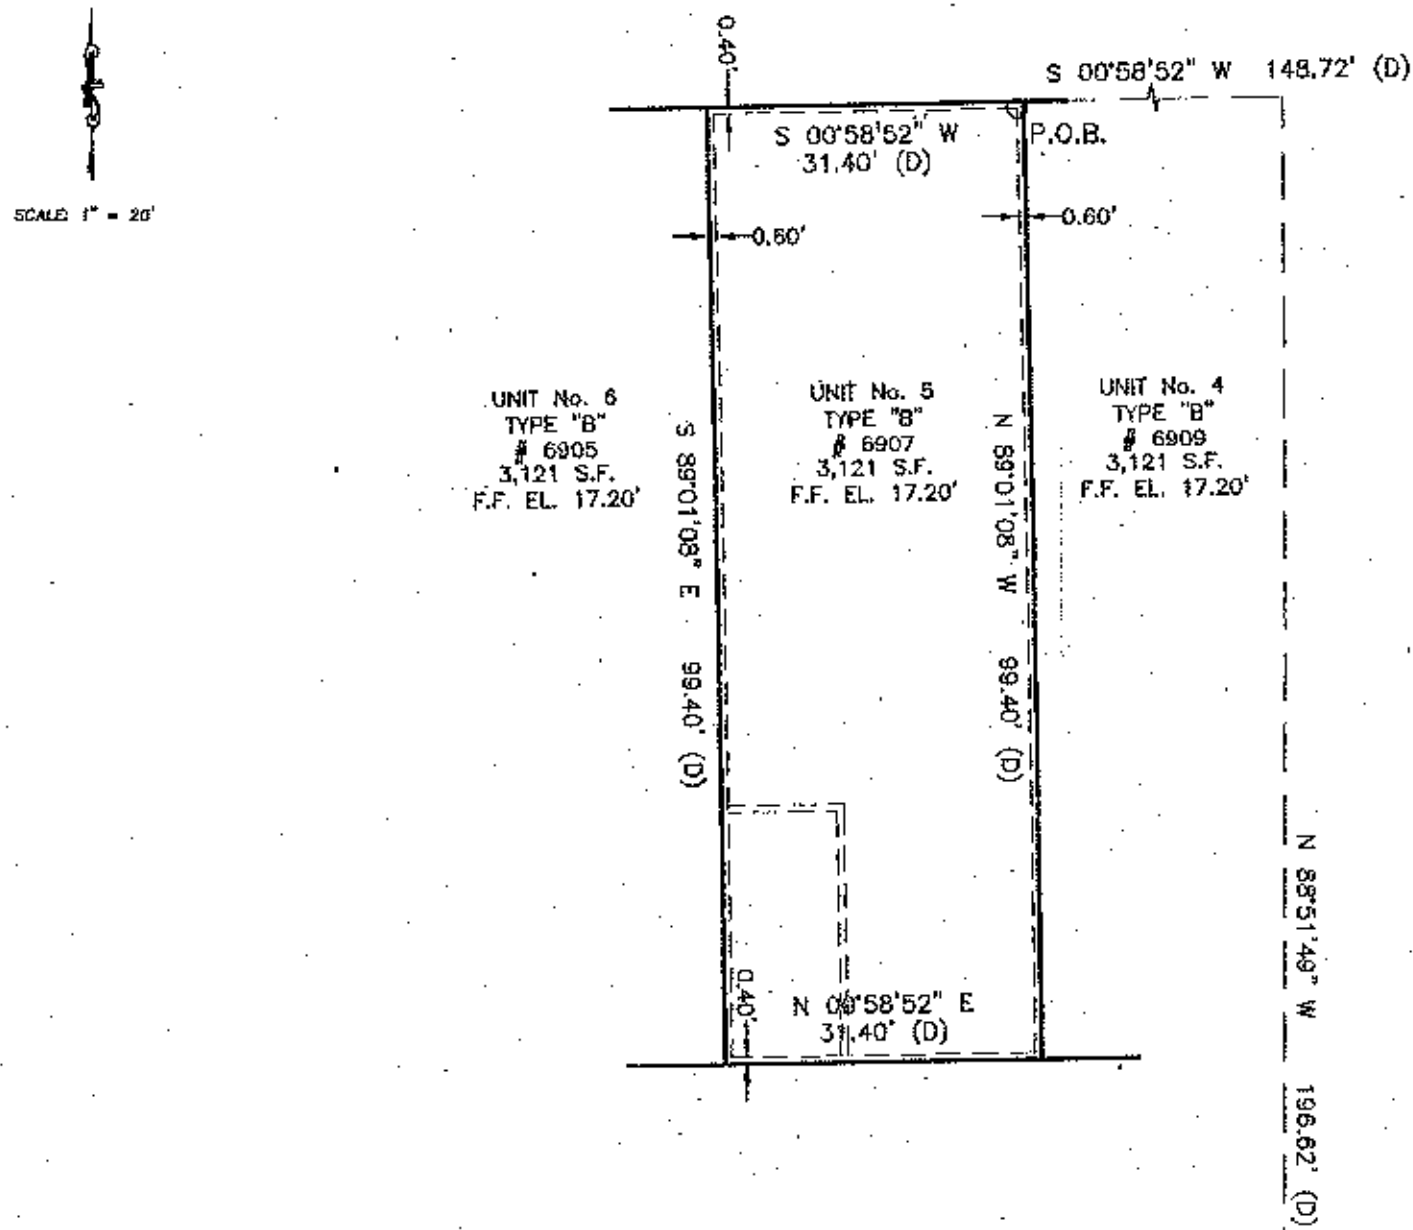 0.40'
S 00°58'52" W 148.72' (D)
S 00°58'52" W
31.40' (D)
P.O.B.
SCALE: 1" = 20'
0.60'
0.60'
UNIT No. 6
TYPE "B"
# 6905
3,121 S.F.
F.F. EL. 17.20'
UNIT No. 5
TYPE "B"
# 6907
3,121 S.F.
F.F. EL. 17.20'
UNIT No. 4
TYPE "B"
# 6909
3,121 S.F.
F.F. EL. 17.20'
S 89°01'08" E 99.40' (D)
N 89°01'08" W 99.40' (D)
N 88°51'49" W 196.62' (D)
0.40'
N 00°58'52" E
31.40' (D)